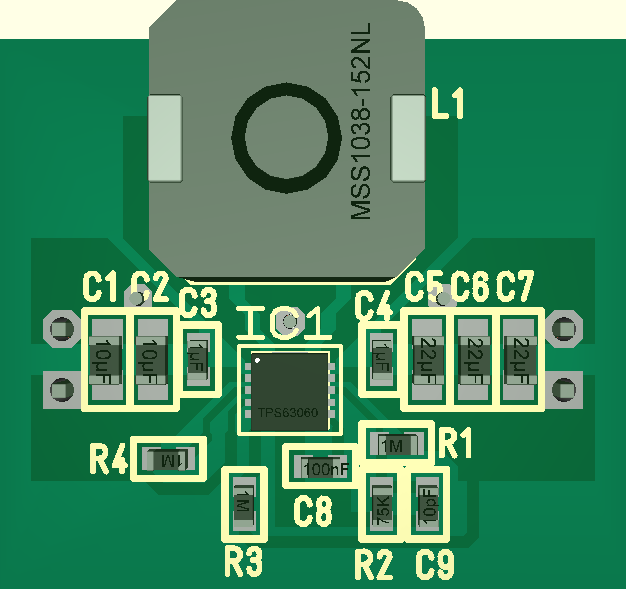 MSS1038-152NL
L1
C1
C2
C3
IC1
C4
C5
C6
C7
10µF
10µF
1µF
1µF
22µF
22µF
22µF
TPS63060
R4
1M
100nF
1M
R1
C8
1M
75K
10pF
R3
R2
C9